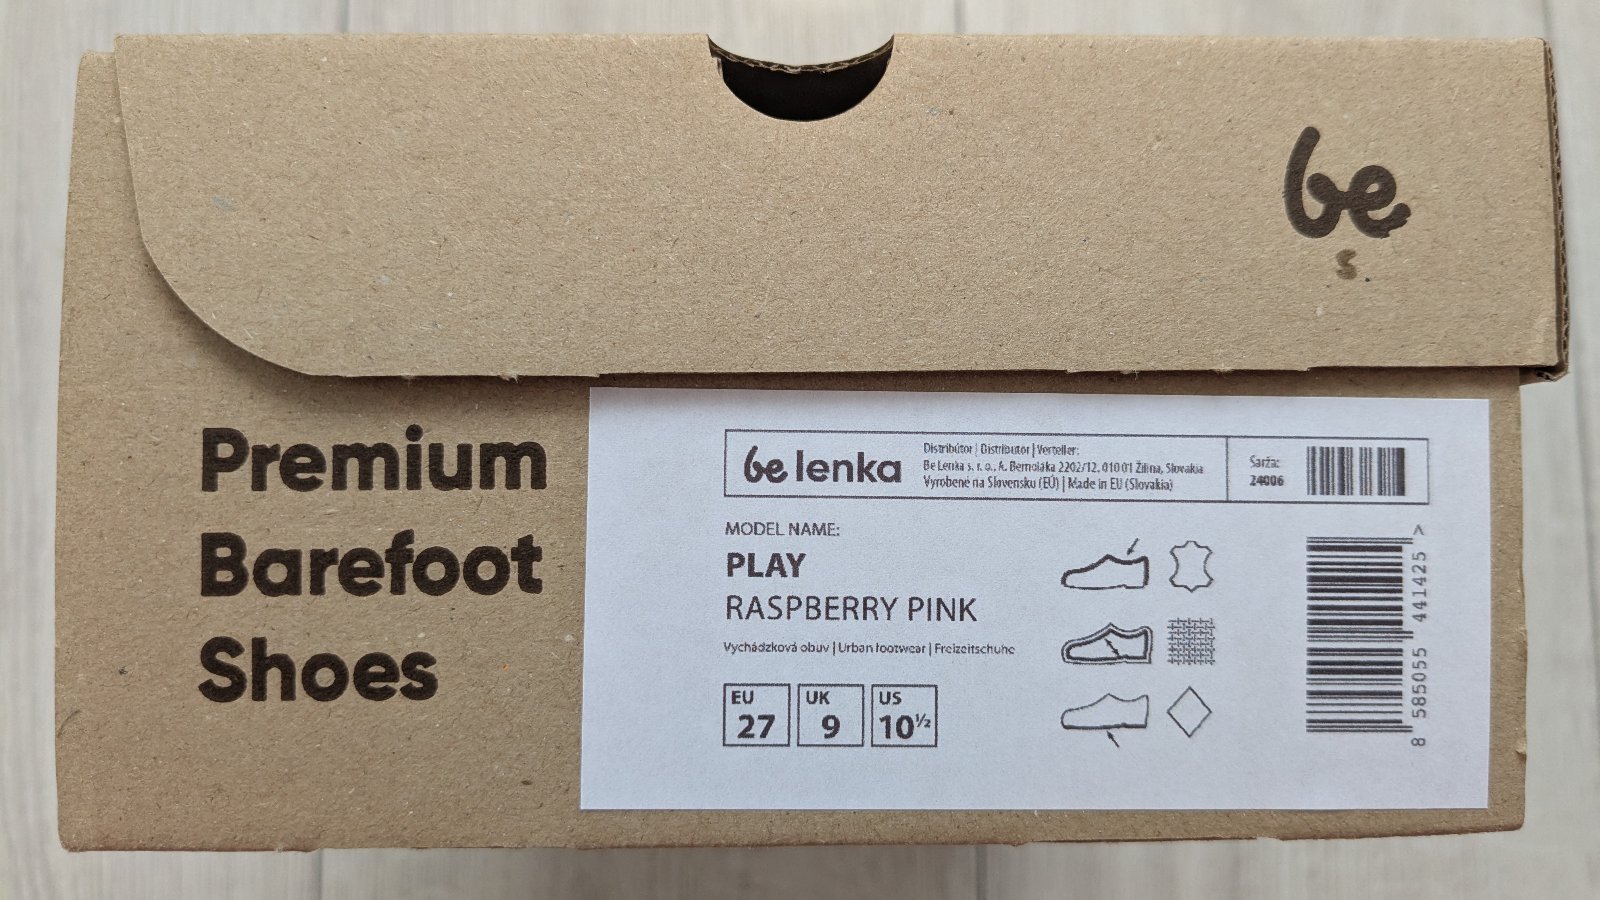 be
S
Premium
Barefoot
Shoes
be lenka
Distribútor | Distributor | Verteiler:
Be Lenka s. r. o., A. Bernoláka 2202/12, 010 01 Žilina, Slovakia
Vyrobené na Slovensku (EÚ) | Made in EU (Slovakia)
Šarža:
24006
MODEL NAME:
PLAY
RASPBERRY PINK
Vychádzková obuv | Urban footwear | Freizeitschuhe
EU UK US
27 9 10½
8 585055 441425 >